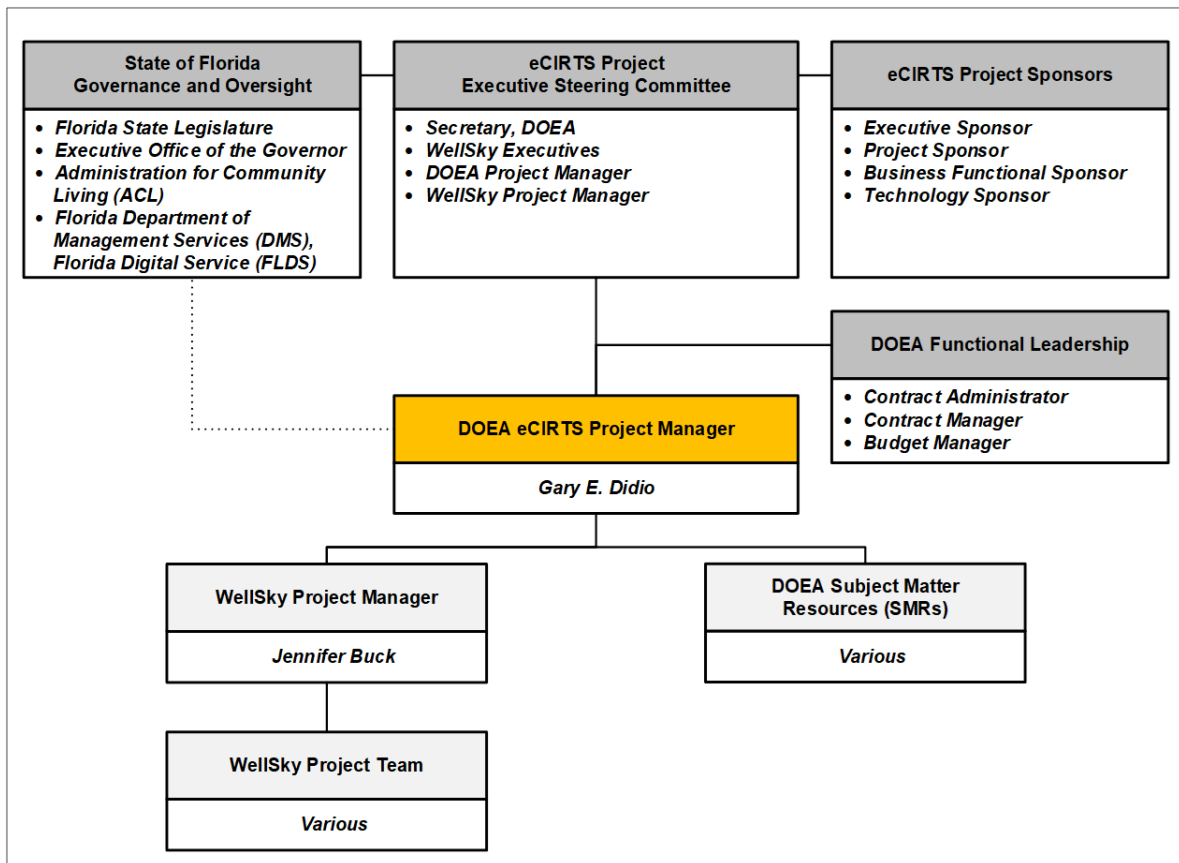 State of Florida
Governance and Oversight
• Florida State Legislature
• Executive Office of the Governor
• Administration for Community
Living (ACL)
• Florida Department of
Management Services (DMS),
Florida Digital Service (FLDS)
eCIRTS Project
Executive Steering Committee
• Secretary, DOEA
• WellSky Executives
• DOEA Project Manager
• WellSky Project Manager
eCIRTS Project Sponsors
• Executive Sponsor
• Project Sponsor
• Business Functional Sponsor
• Technology Sponsor
DOEA Functional Leadership
• Contract Administrator
• Contract Manager
• Budget Manager
DOEA eCIRTS Project Manager
Gary E. Didio
WellSky Project Manager
Jennifer Buck
DOEA Subject Matter
Resources (SMRs)
Various
WellSky Project Team
Various